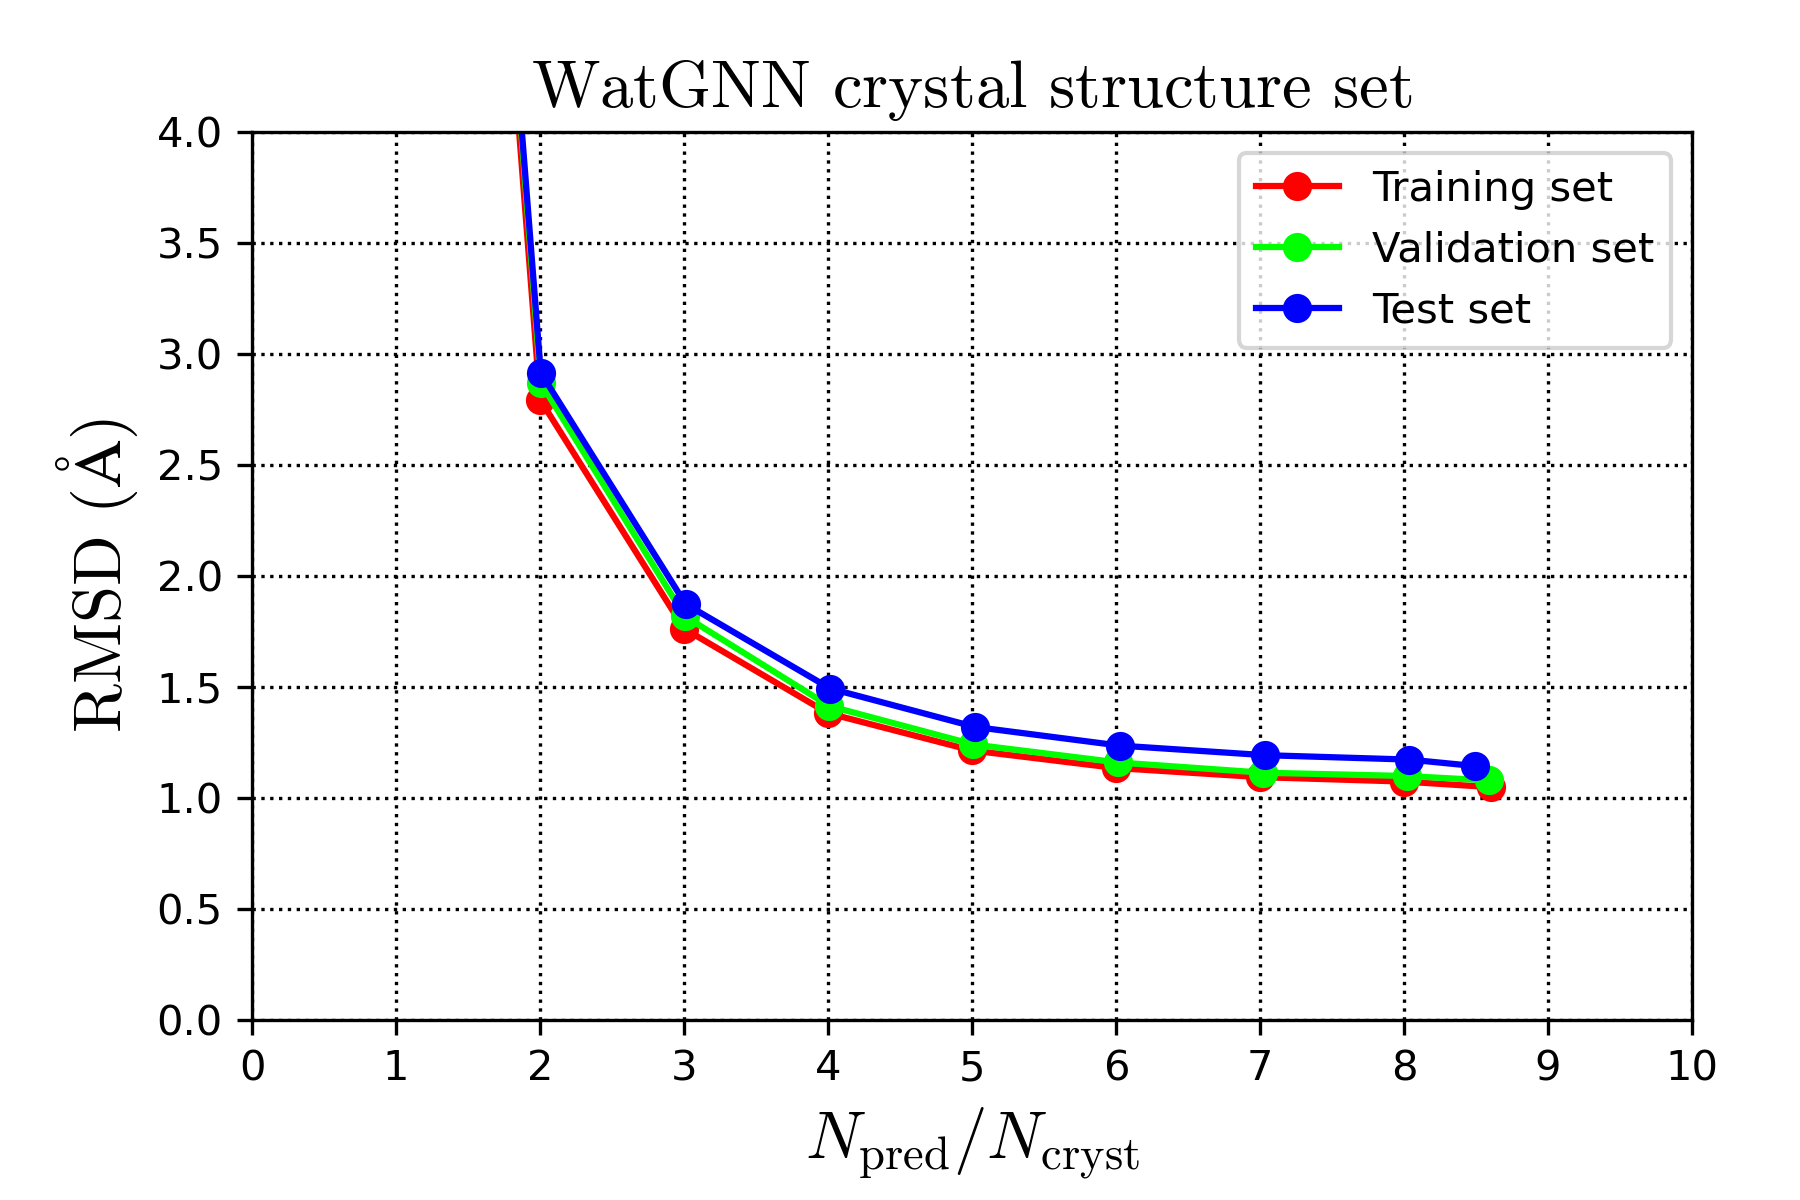 WatGNN crystal structure set
4.0
3.5
3.0
2.5
2.0
1.5
1.0
0.5
0.0
RMSD (Å)
Training set
Validation set
Test set
0 1 2 3 4 5 6 7 8 9 10
N_pred/N_cryst